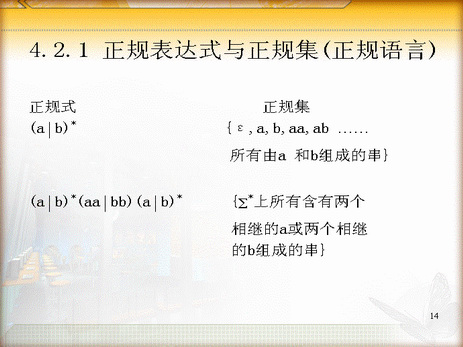 4.2.1 正规表达式与正规集(正规语言)
正规式 正规集
(a|b)* {ε,a,b,aa,ab ……
所有由a 和b组成的串}
(a|b)*(aa|bb)(a|b)* {Σ*上所有含有两个
相继的a或两个相继
的b组成的串}
14